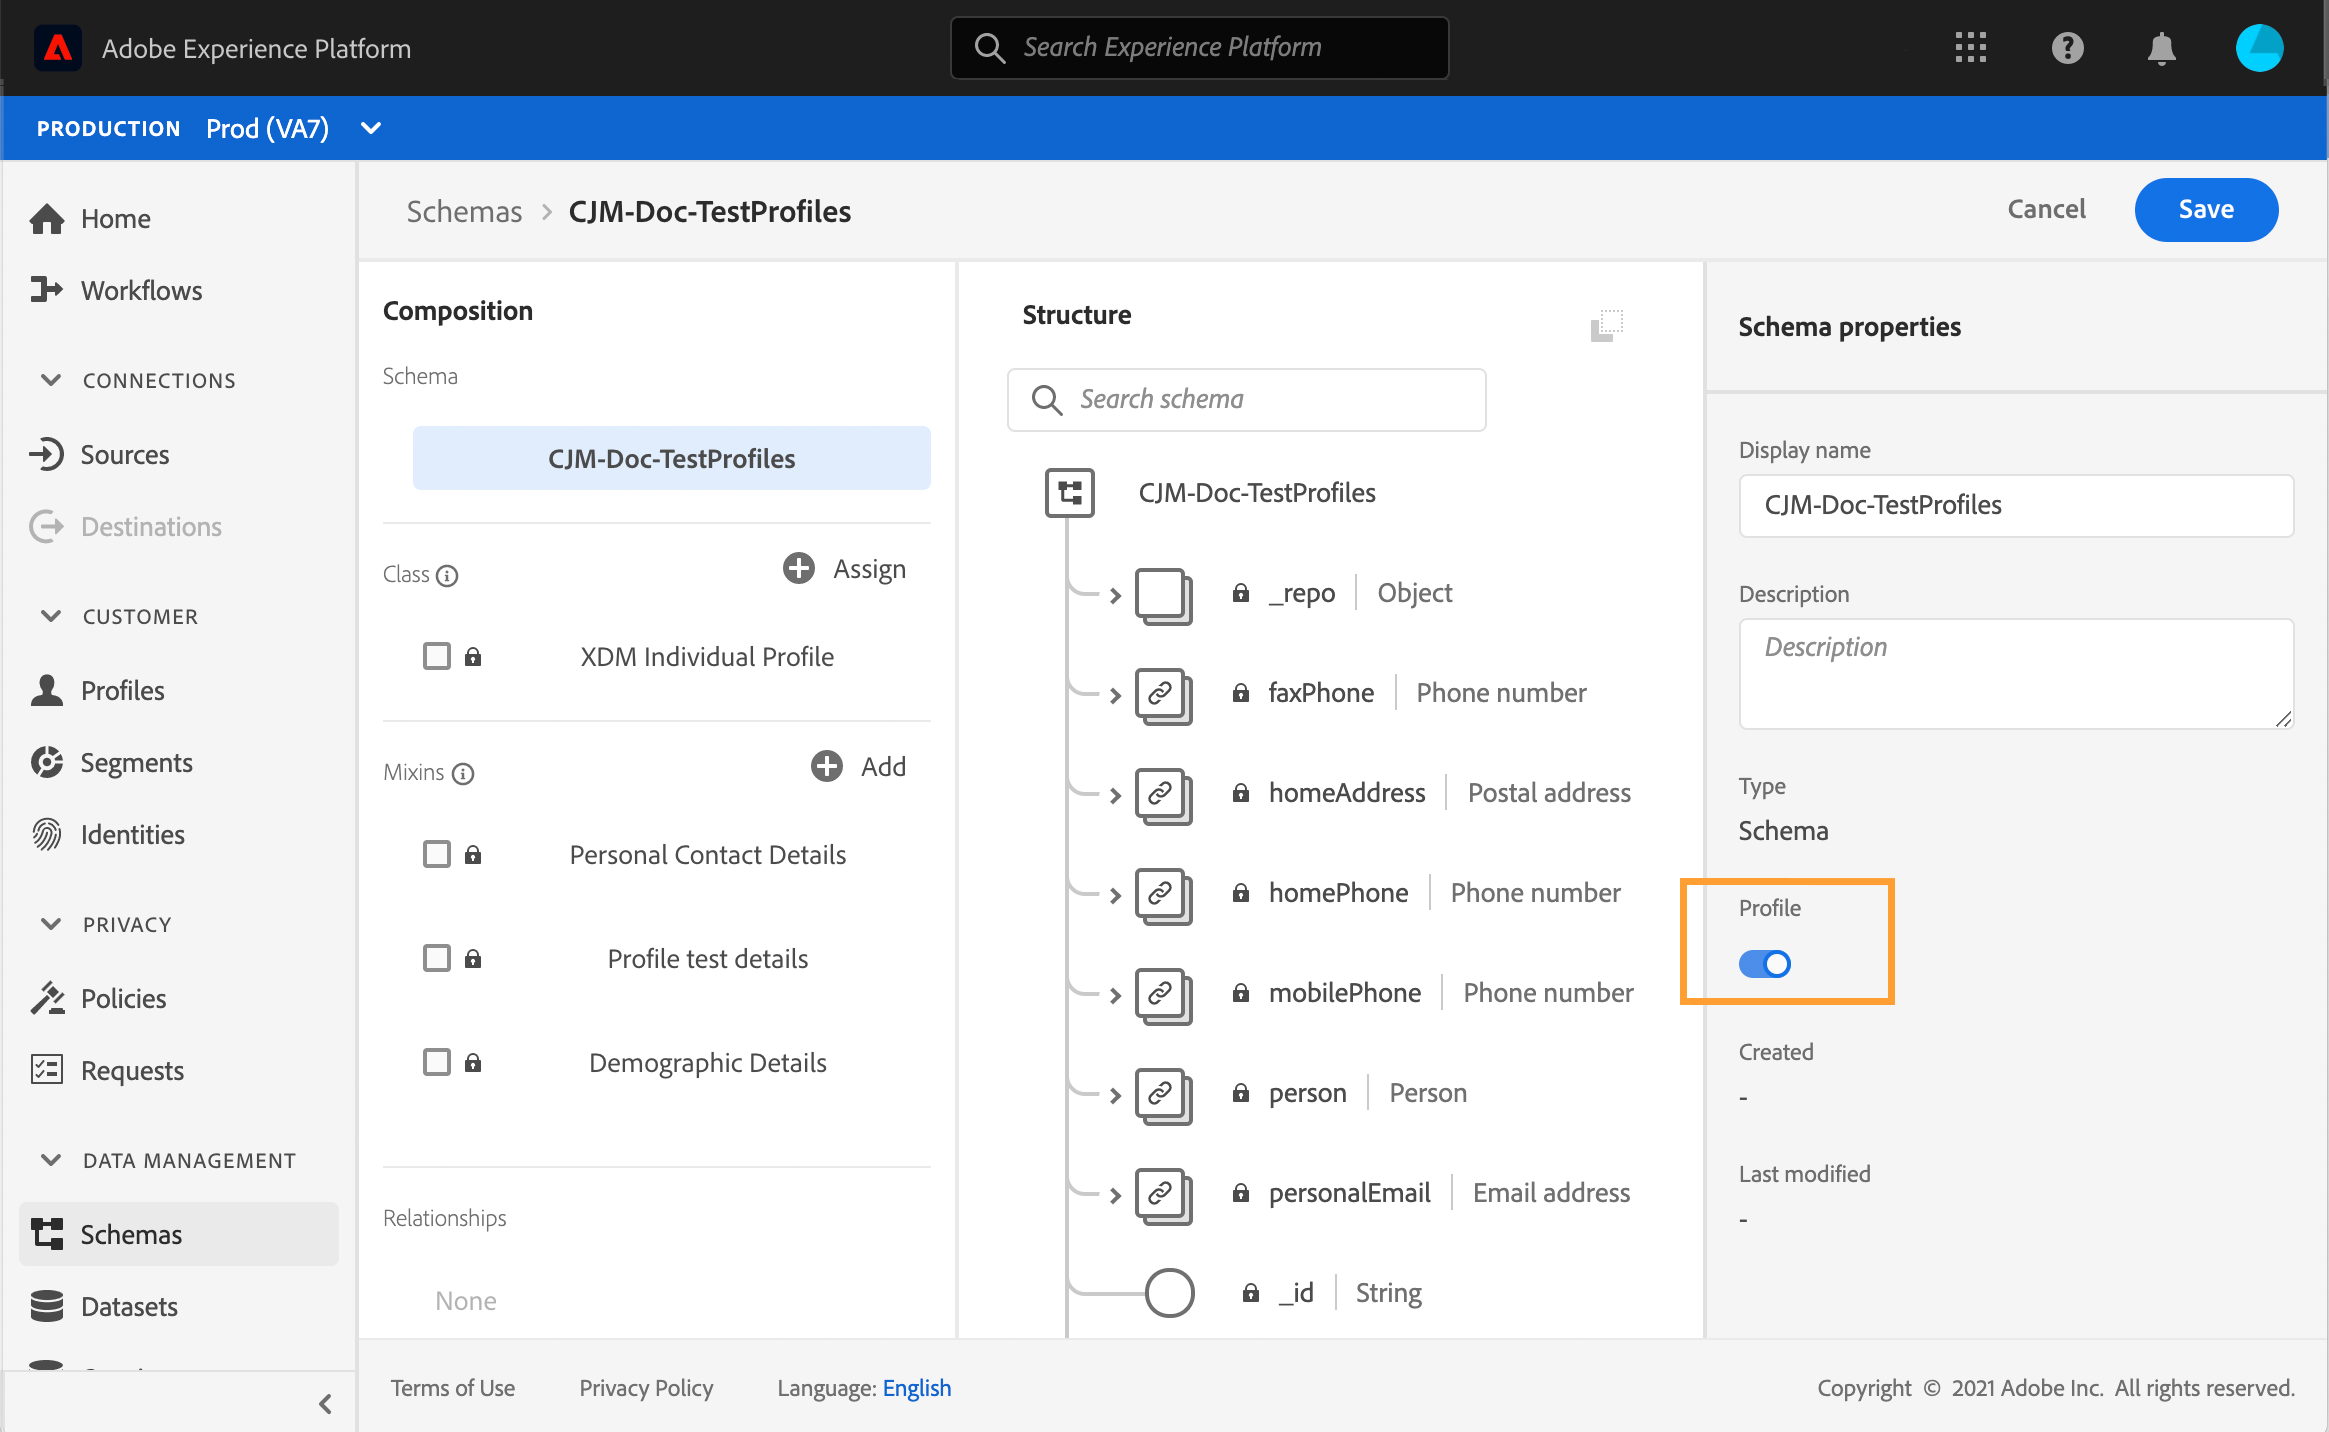 Adobe Experience Platform
Search Experience Platform
PRODUCTION Prod (VA7)
Home
Workflows
CONNECTIONS
Sources
Destinations
CUSTOMER
Profiles
Segments
Identities
PRIVACY
Policies
Requests
DATA MANAGEMENT
Schemas
Datasets
Schemas > CJM-Doc-TestProfiles
Cancel
Save
Composition
Schema
CJM-Doc-TestProfiles
Class
Assign
XDM Individual Profile
Mixins
Add
Personal Contact Details
Profile test details
Demographic Details
Relationships
None
Structure
Search schema
CJM-Doc-TestProfiles
_repo | Object
faxPhone | Phone number
homeAddress | Postal address
homePhone | Phone number
mobilePhone | Phone number
person | Person
personalEmail | Email address
_id | String
Schema properties
Display name
CJM-Doc-TestProfiles
Description
Description
Type
Schema
Profile
Created
-
Last modified
-
Terms of Use
Privacy Policy
Language: English
Copyright © 2021 Adobe Inc. All rights reserved.